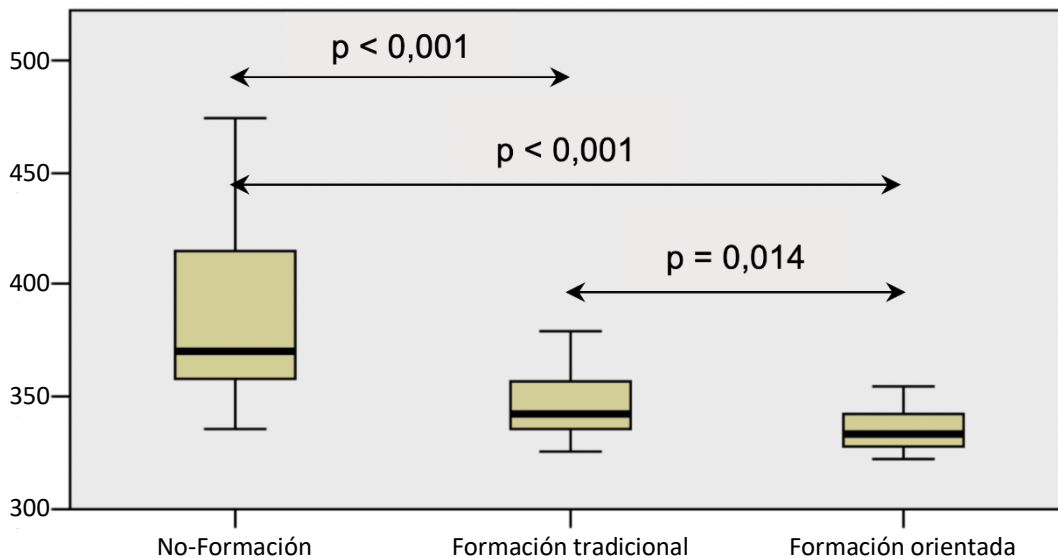 p < 0,001
500
p < 0,001
450
p = 0,014
400
350
300
No-Formación Formación tradicional Formación orientada